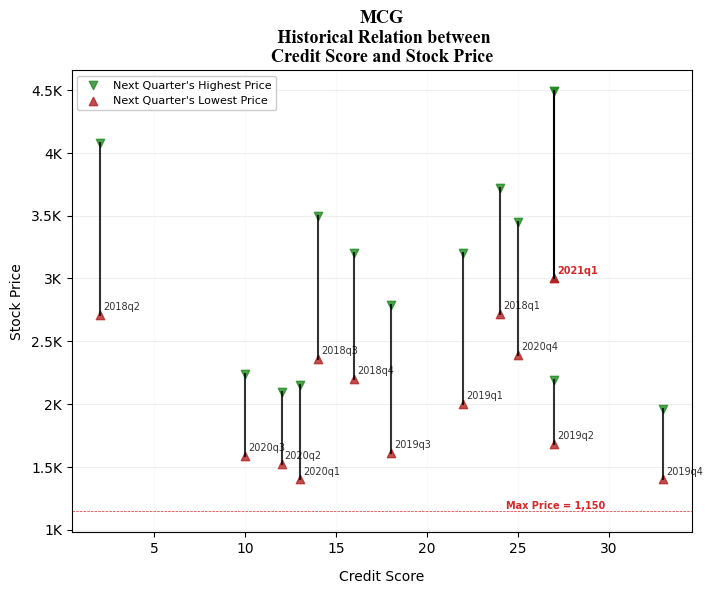 MCG
Historical Relation between
Credit Score and Stock Price
Next Quarter's Highest Price
Next Quarter's Lowest Price
4.5K
4K
3.5K
3K
2.5K
2K
1.5K
1K
Stock Price
2021q1
2018q2
2018q1
2018q3
2020q4
2018q4
2019q1
2019q2
2019q3
2020q3
2020q2
2020q1
2019q4
Max Price = 1,150
5
10
15
20
25
30
Credit Score